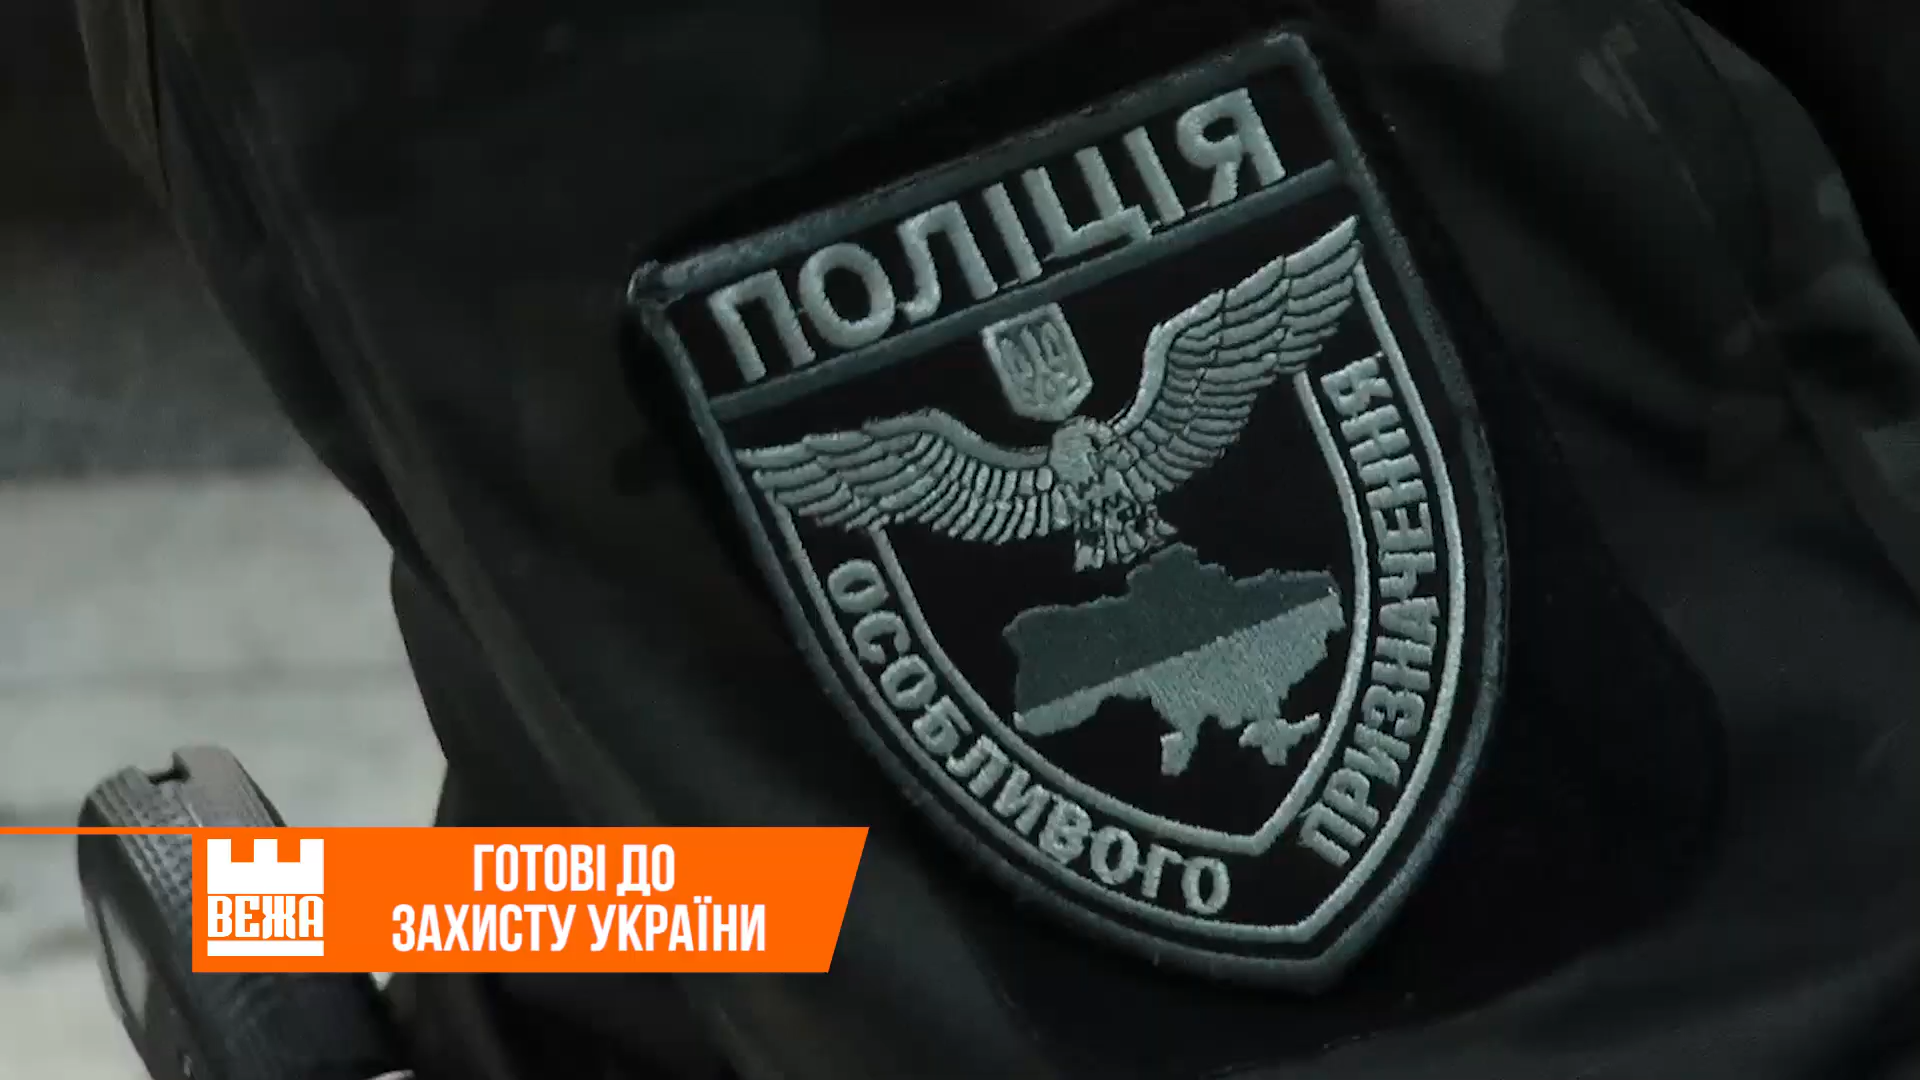 ПОЛІЦІЯ
ОСОБЛИВОГО
ПРИЗНАЧЕННЯ
ВЕЖА
ГОТОВІ ДО
ЗАХИСТУ УКРАЇНИ